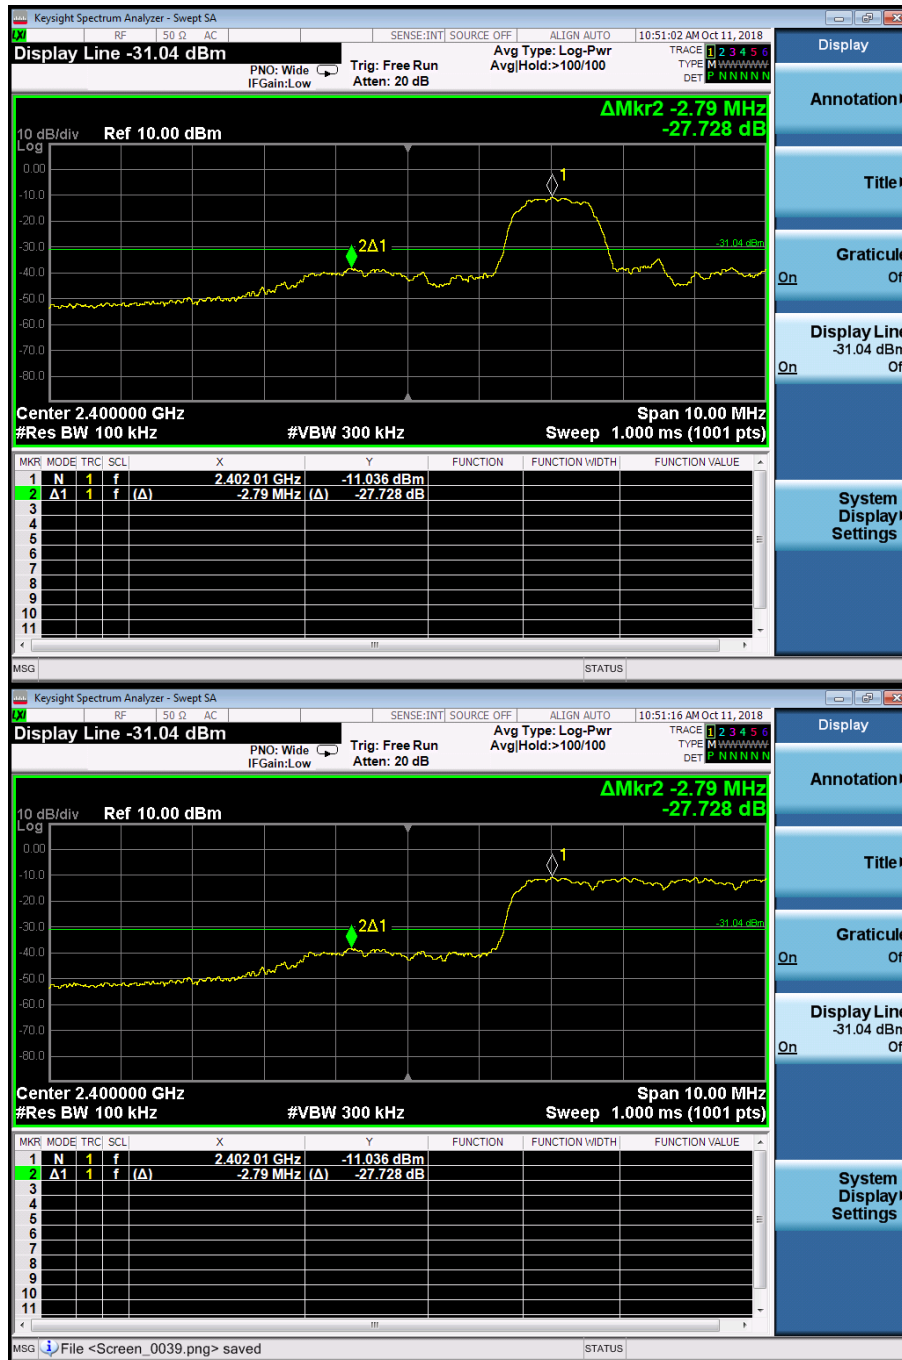 Keysight Spectrum Analyzer - Swept SA
LXI RF 50 Ω AC SENSE:INT SOURCE OFF ALIGN AUTO 10:51:02 AM Oct 11, 2018
Display Line -31.04 dBm
PNO: Wide
IFGain:Low
Trig: Free Run
Atten: 20 dB
Avg Type: Log-Pwr
Avg|Hold:>100/100
TRACE 1 2 3 4 5 6
TYPE M WWWWW
DET P N N N N N
ΔMkr2 -2.79 MHz
-27.728 dB
10 dB/div Ref 10.00 dBm
Log
0.00
-10.0
-20.0
-30.0
-40.0
-50.0
-60.0
-70.0
-80.0
1
2Δ1
-31.04 dBm
Center 2.400000 GHz Span 10.00 MHz
#Res BW 100 kHz #VBW 300 kHz Sweep 1.000 ms (1001 pts)
MKR MODE TRC SCL X Y FUNCTION FUNCTION WIDTH FUNCTION VALUE
1 N 1 f 2.402 01 GHz -11.036 dBm
2 Δ1 1 f (Δ) -2.79 MHz (Δ) -27.728 dB
3
4
5
6
7
8
9
10
11
MSG STATUS
Display
Annotation
Title
Graticule
On Of
Display Line
-31.04 dBm
On Of
System
Display
Settings
Keysight Spectrum Analyzer - Swept SA
LXI RF 50 Ω AC SENSE:INT SOURCE OFF ALIGN AUTO 10:51:16 AM Oct 11, 2018
Display Line -31.04 dBm
PNO: Wide
IFGain:Low
Trig: Free Run
Atten: 20 dB
Avg Type: Log-Pwr
Avg|Hold:>100/100
TRACE 1 2 3 4 5 6
TYPE M WWWWW
DET P N N N N N
ΔMkr2 -2.79 MHz
-27.728 dB
10 dB/div Ref 10.00 dBm
Log
0.00
-10.0
-20.0
-30.0
-40.0
-50.0
-60.0
-70.0
-80.0
1
2Δ1
-31.04 dBm
Center 2.400000 GHz Span 10.00 MHz
#Res BW 100 kHz #VBW 300 kHz Sweep 1.000 ms (1001 pts)
MKR MODE TRC SCL X Y FUNCTION FUNCTION WIDTH FUNCTION VALUE
1 N 1 f 2.402 01 GHz -11.036 dBm
2 Δ1 1 f (Δ) -2.79 MHz (Δ) -27.728 dB
3
4
5
6
7
8
9
10
11
MSG File <Screen_0039.png> saved STATUS
Display
Annotation
Title
Graticule
On Of
Display Line
-31.04 dBm
On Of
System
Display
Settings